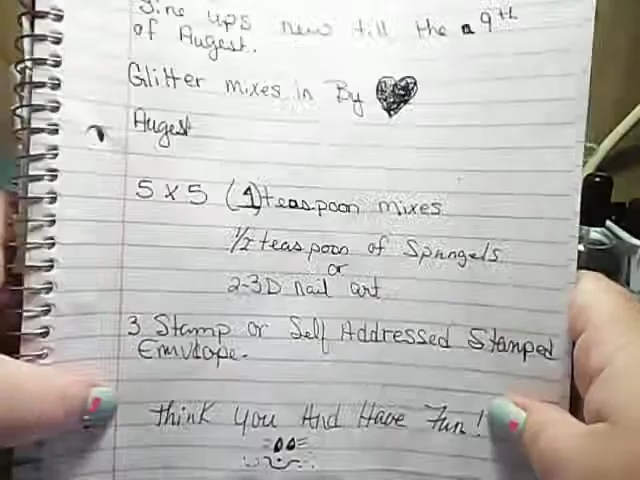 Sine ups new till the 9th
of Augest.
Glitter mixes in By
Augest
5 x 5 (1) teaspoon mixes
1/2 teaspoon of Spangels
or
2-3D nail art
3 Stamp or Self Addressed Stamped
Envulope.
Think You And Have Fun!